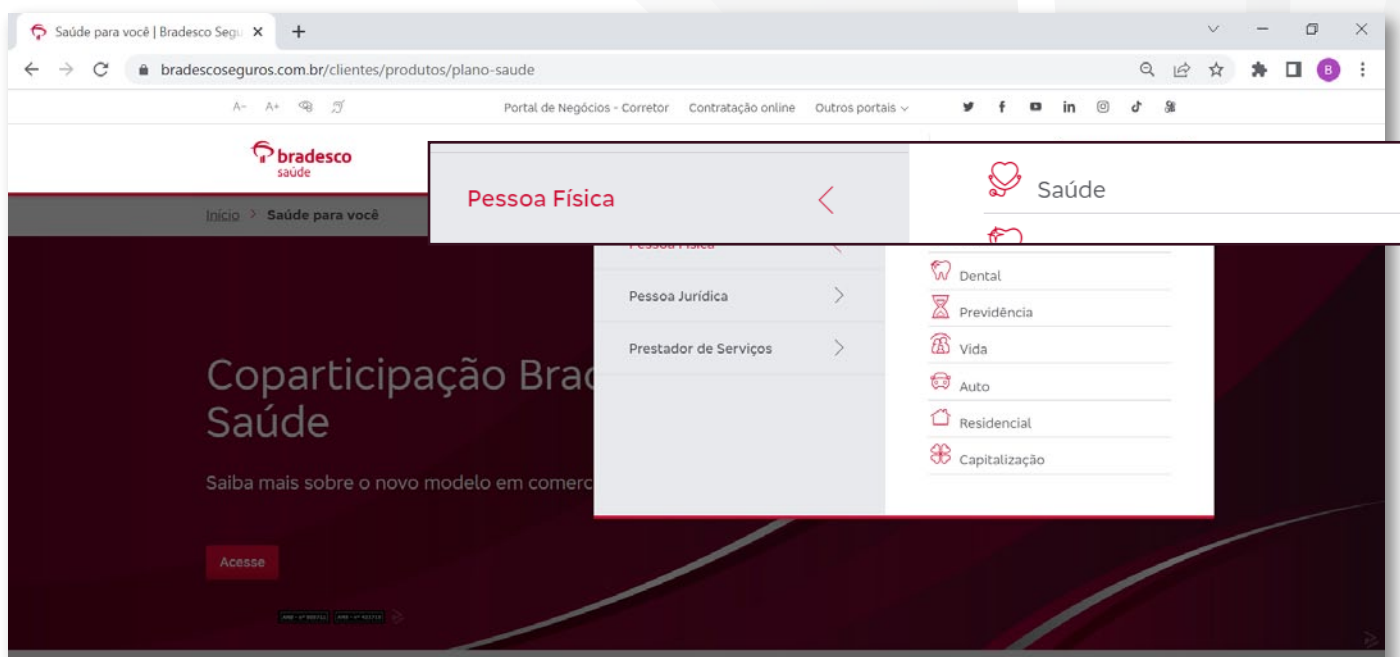 Saúde para você | Bradesco Segu
bradescoseguros.com.br/clientes/produtos/plano-saude
B
A- A+
Portal de Negócios - Corretor Contratação online Outros portais
bradesco
saúde
Pessoa Física
Saúde
Início > Saúde para você
Pessoa Física
Dental
Pessoa Jurídica
Previdência
Prestador de Serviços
Vida
Auto
Residencial
Capitalização
Coparticipação Brad
Saúde
Saiba mais sobre o novo modelo em comerc
Acesse